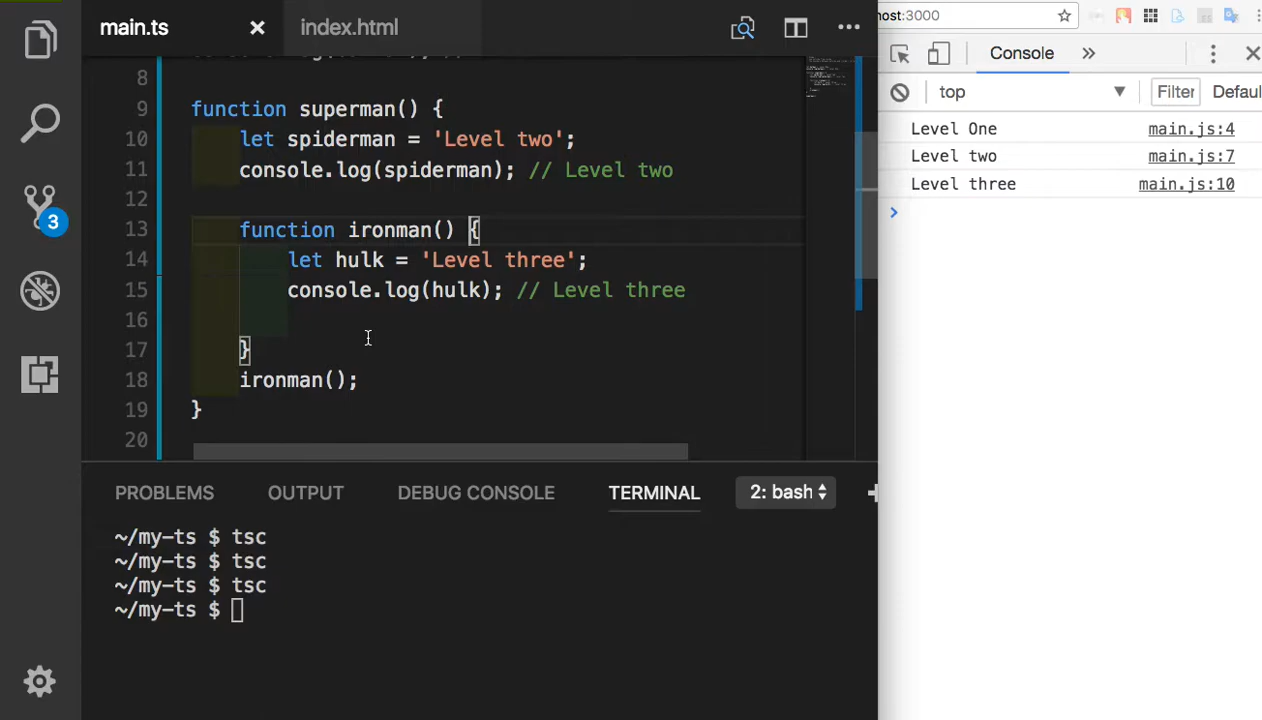 main.ts
index.html
8
9 function superman() {
10 let spiderman = 'Level two';
11 console.log(spiderman); // Level two
12
13 function ironman() {
14 let hulk = 'Level three';
15 console.log(hulk); // Level three
16
17 }
18 ironman();
19 }
20
3
PROBLEMS OUTPUT DEBUG CONSOLE TERMINAL 2: bash
~/my-ts $ tsc
~/my-ts $ tsc
~/my-ts $ tsc
~/my-ts $
ost:3000
Console
top Filter Defau
Level One main.js:4
Level two main.js:7
Level three main.js:10